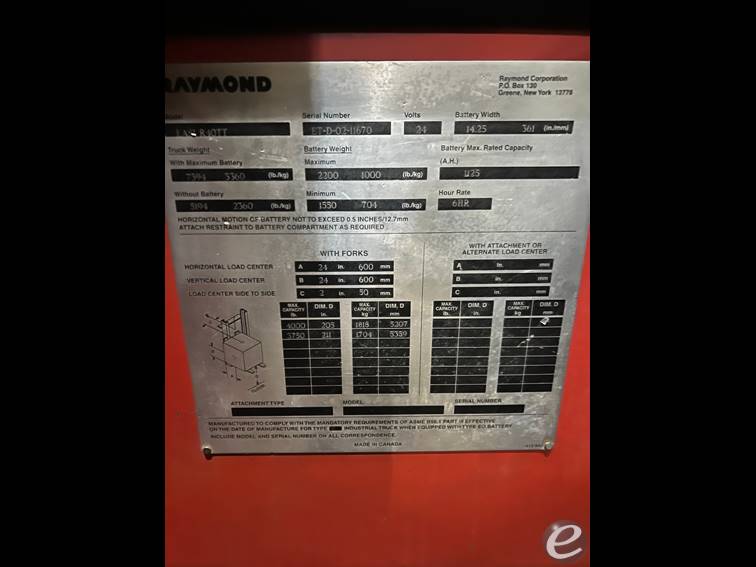 RAYMOND
Raymond Corporation
P.O. Box 130
Greene, New York 13778
Model
Serial Number
Volts
Battery Width
R40TT
ET-D-02-11670
24
14.25 361 (in./mm)
Truck Weight
Battery Weight
Battery Max. Rated Capacity
With Maximum Battery
Maximum
(A.H.)
7394 3360 (lb./kg)
2200 1000 (lb./kg)
1125
Without Battery
Minimum
Hour Rate
5194 2360 (lb./kg)
1550 704 (lb./kg)
6HR
HORIZONTAL MOTION OF BATTERY NOT TO EXCEED 0.5 INCHES/12.7mm
ATTACH RESTRAINT TO BATTERY COMPARTMENT AS REQUIRED
WITH FORKS
WITH ATTACHMENT OR
ALTERNATE LOAD CENTER
HORIZONTAL LOAD CENTER A 24 in. 600 mm
A in. mm
VERTICAL LOAD CENTER B 24 in. 600 mm
B in. mm
LOAD CENTER SIDE TO SIDE C 2 in. 50 mm
C in. mm
MAX. CAPACITY lb. DIM. D in. MAX. CAPACITY kg DIM. D mm
MAX. CAPACITY lb. DIM. D in. MAX. CAPACITY kg DIM. D mm
4000 205 1818 5207
3750 211 1704 5359
ATTACHMENT TYPE
MODEL
SERIAL NUMBER
MANUFACTURED TO COMPLY WITH THE MANDATORY REQUIREMENTS OF ASME B56.1 PART III EFFECTIVE
ON THE DATE OF MANUFACTURE FOR TYPE INDUSTRIAL TRUCK WHEN EQUIPPED WITH TYPE EO BATTERY.
INCLUDE MODEL AND SERIAL NUMBER ON ALL CORRESPONDENCE.
MADE IN CANADA
e